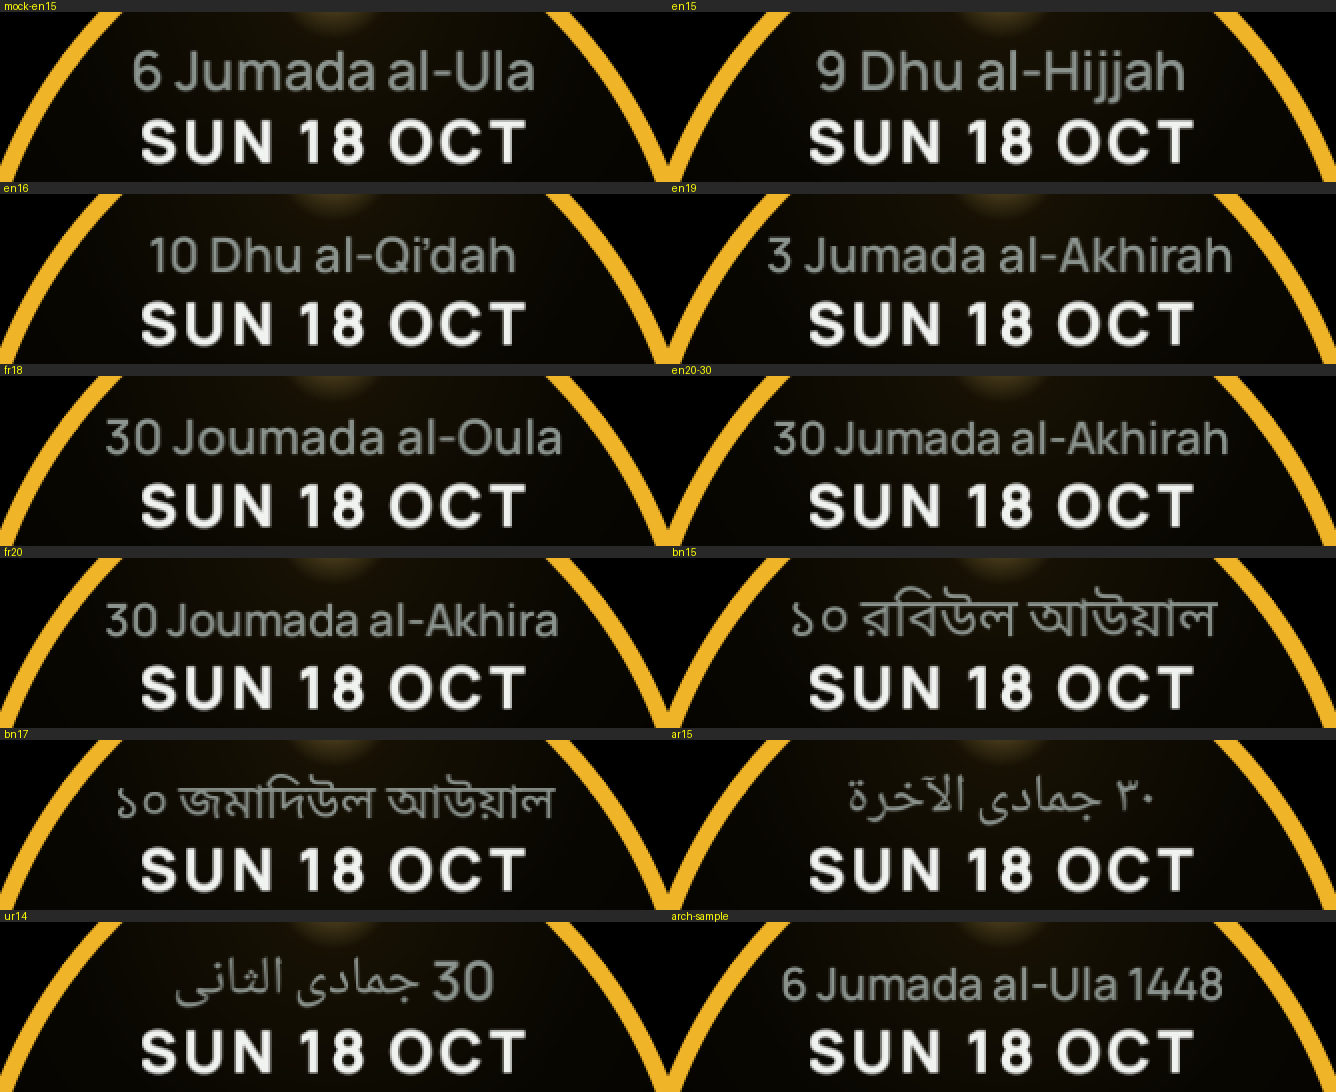 mock-en15
6 Jumada al-Ula
SUN 18 OCT
en15
9 Dhu al-Hijjah
SUN 18 OCT
en16
10 Dhu al-Qi’dah
SUN 18 OCT
en19
3 Jumada al-Akhirah
SUN 18 OCT
fr18
30 Joumada al-Oula
SUN 18 OCT
en20-30
30 Jumada al-Akhirah
SUN 18 OCT
fr20
30 Joumada al-Akhira
SUN 18 OCT
bn15
১০ রবিউল আউয়াল
SUN 18 OCT
bn17
১০ জমাদিউল আউয়াল
SUN 18 OCT
ar15
٣٠ جمادى الآخرة
SUN 18 OCT
ur14
30 جمادی الثانی
SUN 18 OCT
arch-sample
6 Jumada al-Ula 1448
SUN 18 OCT